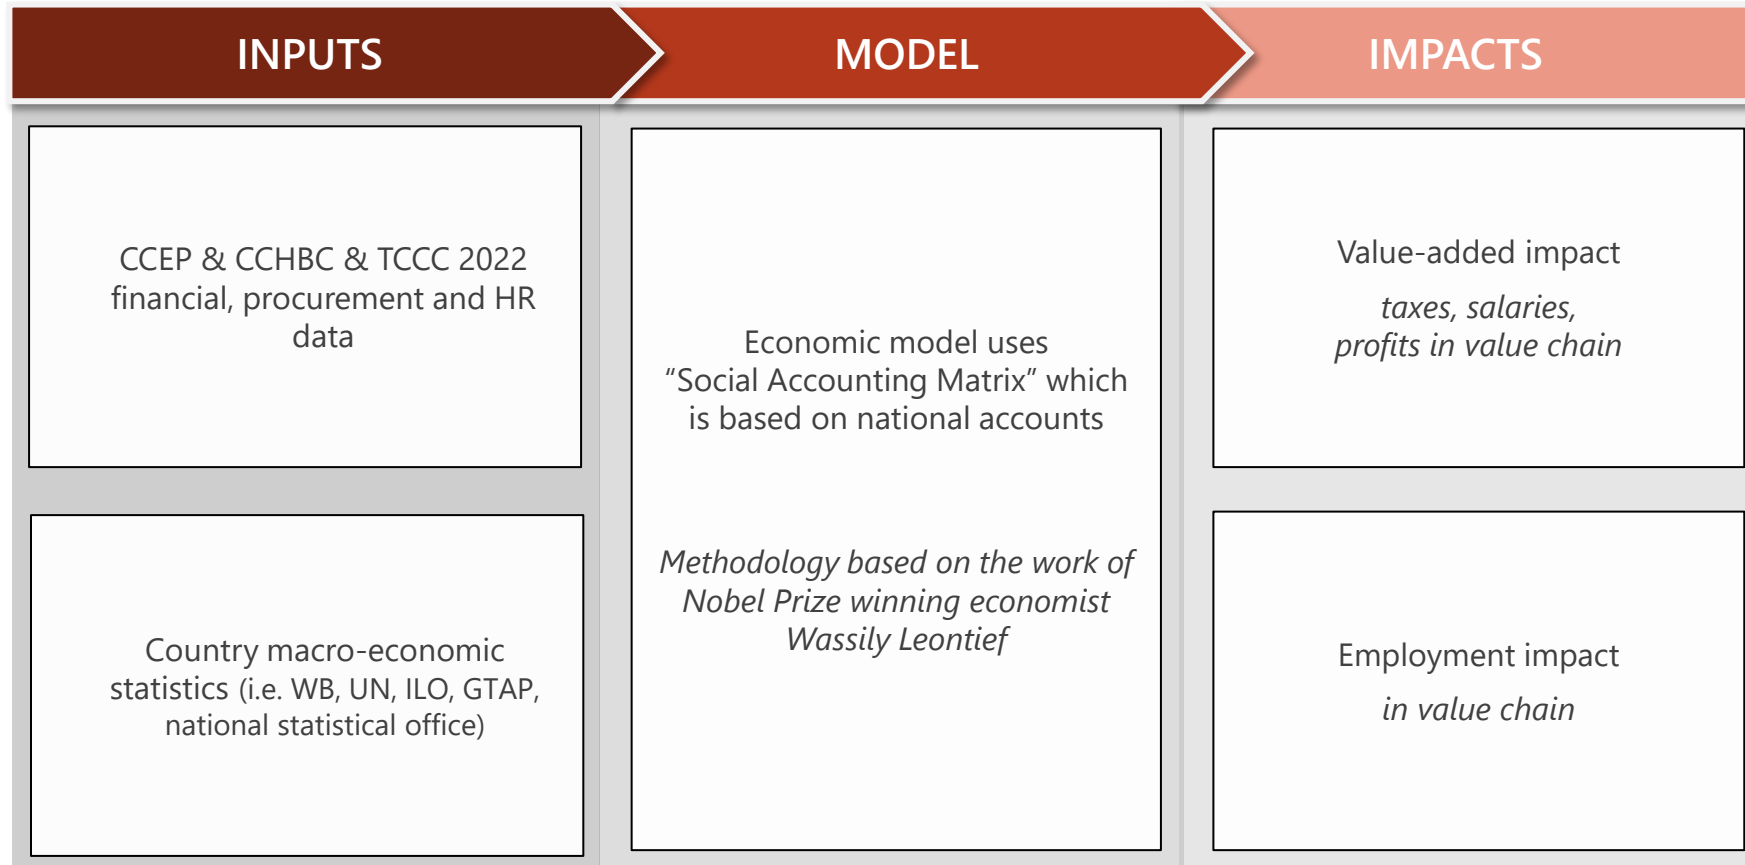 INPUTS
MODEL
IMPACTS
CCEP & CCHBC & TCCC 2022
financial, procurement and HR
data
Country macro-economic
statistics (i.e. WB, UN, ILO, GTAP,
national statistical office)
Economic model uses
“Social Accounting Matrix” which
is based on national accounts
Methodology based on the work of
Nobel Prize winning economist
Wassily Leontief
Value-added impact
taxes, salaries,
profits in value chain
Employment impact
in value chain